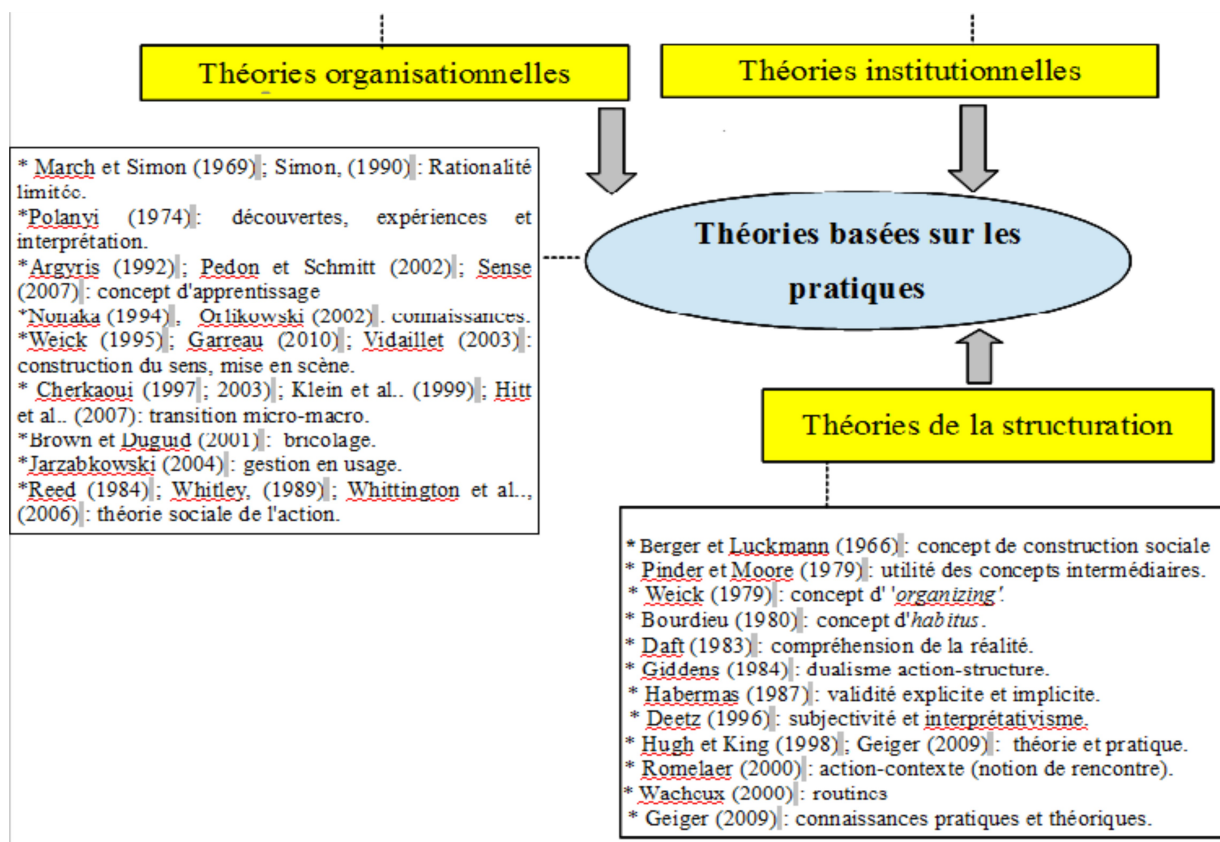 Théories organisationnelles
Théories institutionnelles
* March et Simon (1969) ; Simon, (1990) : Rationalité
limitée.
*Polanyi (1974) : découvertes, expériences et
interprétation.
*Argyris (1992) ; Pedon et Schmitt (2002) ; Sense
(2007) : concept d'apprentissage
*Nonaka (1994) , Orlikowski (2002) : connaissances.
*Weick (1995) ; Garreau (2010) ; Vidaillet (2003) :
construction du sens, mise en scène.
* Cherkaoui (1997 ; 2003) ; Klein et al.. (1999) ; Hitt
et al.. (2007): transition micro-macro.
*Brown et Duguid (2001) : bricolage.
*Jarzabkowski (2004) : gestion en usage.
*Reed (1984) ; Whitley, (1989) ; Whittington et al..,
(2006) : théorie sociale de l'action.
Théories basées sur les
pratiques
Théories de la structuration
* Berger et Luckmann (1966) : concept de construction sociale
* Pinder et Moore (1979) : utilité des concepts intermédiaires.
* Weick (1979) : concept d' 'organizing'.
* Bourdieu (1980) : concept d'habitus.
* Daft (1983) : compréhension de la réalité.
* Giddens (1984) : dualisme action-structure.
* Habermas (1987) : validité explicite et implicite.
* Deetz (1996) : subjectivité et interprétativisme.
* Hugh et King (1998) ; Geiger (2009) : théorie et pratique.
* Romelaer (2000) : action-contexte (notion de rencontre).
* Wacheux (2000) : routines
* Geiger (2009) : connaissances pratiques et théoriques.